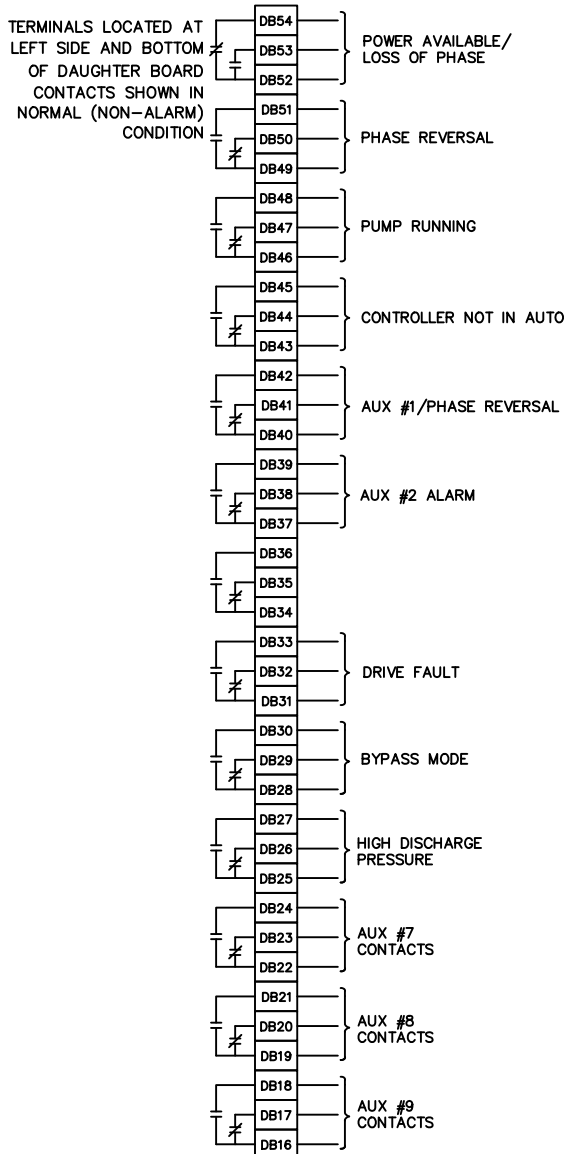 TERMINALS LOCATED AT
LEFT SIDE AND BOTTOM
OF DAUGHTER BOARD
CONTACTS SHOWN IN
NORMAL (NON-ALARM)
CONDITION
DB54
DB53
DB52
POWER AVAILABLE/
LOSS OF PHASE
DB51
DB50
DB49
PHASE REVERSAL
DB48
DB47
DB46
PUMP RUNNING
DB45
DB44
DB43
CONTROLLER NOT IN AUTO
DB42
DB41
DB40
AUX #1/PHASE REVERSAL
DB39
DB38
DB37
AUX #2 ALARM
DB36
DB35
DB34
DB33
DB32
DB31
DRIVE FAULT
DB30
DB29
DB28
BYPASS MODE
DB27
DB26
DB25
HIGH DISCHARGE
PRESSURE
DB24
DB23
DB22
AUX #7
CONTACTS
DB21
DB20
DB19
AUX #8
CONTACTS
DB18
DB17
DB16
AUX #9
CONTACTS